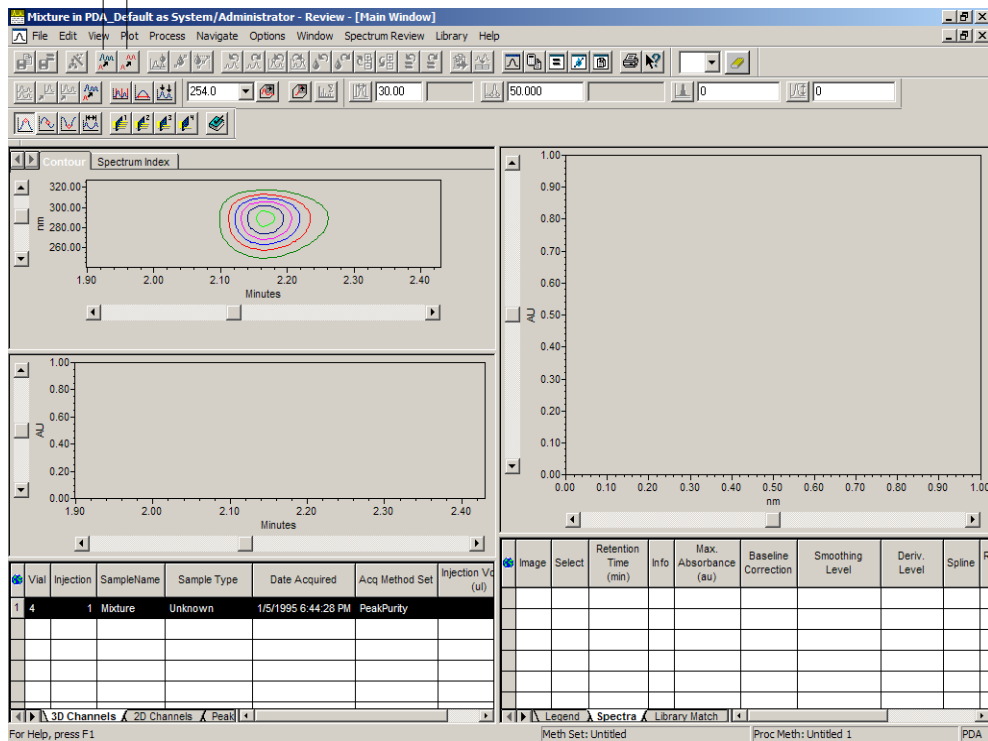 Mixture in PDA_Default as System/Administrator - Review - [Main Window]
File Edit View Plot Process Navigate Options Window Spectrum Review Library Help
254.0 30.00 50.000 0 0
1 2 3
Contour Spectrum Index
320.00
300.00
280.00
260.00
nm
1.90 2.00 2.10 2.20 2.30 2.40
Minutes
1.00
0.80
0.60
0.40
0.20
0.00
AU
1.90 2.00 2.10 2.20 2.30 2.40
Minutes
Vial Injection SampleName Sample Type Date Acquired Acq Method Set Injection Vo
(ul)
1 4 1 Mixture Unknown 1/5/1995 6:44:28 PM PeakPurity
3D Channels 2D Channels Peak
1.00
0.90
0.80
0.70
0.60
0.50
0.40
0.30
0.20
0.10
0.00
AU
0.00 0.10 0.20 0.30 0.40 0.50 0.60 0.70 0.80 0.90 1.00
nm
Image Select Retention Time (min) Info Max. Absorbance (au) Baseline Correction Smoothing Level Deriv. Level Spline R
Legend Spectra Library Match
For Help, press F1 Meth Set: Untitled Proc Meth: Untitled 1 PDA